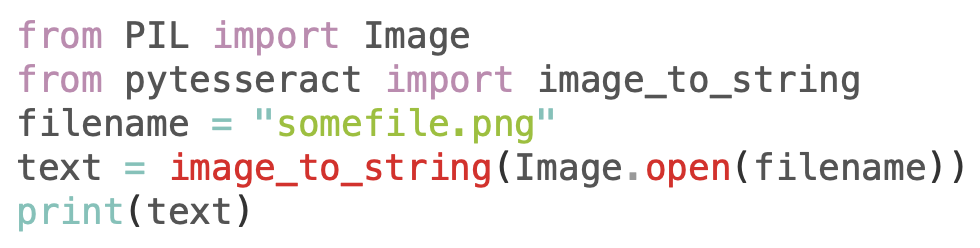 from PIL import Image
from pytesseract import image_to_string
filename = "somefile.png"
text = image_to_string(Image.open(filename))
print(text)